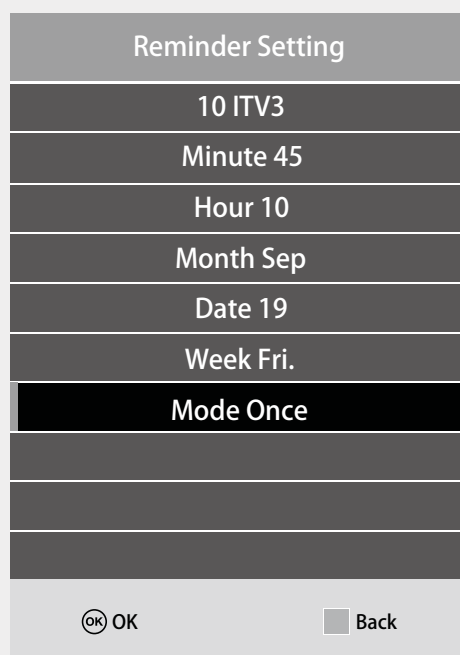 Reminder Setting
10 ITV3
Minute 45
Hour 10
Month Sep
Date 19
Week Fri.
Mode Once
OK OK Back